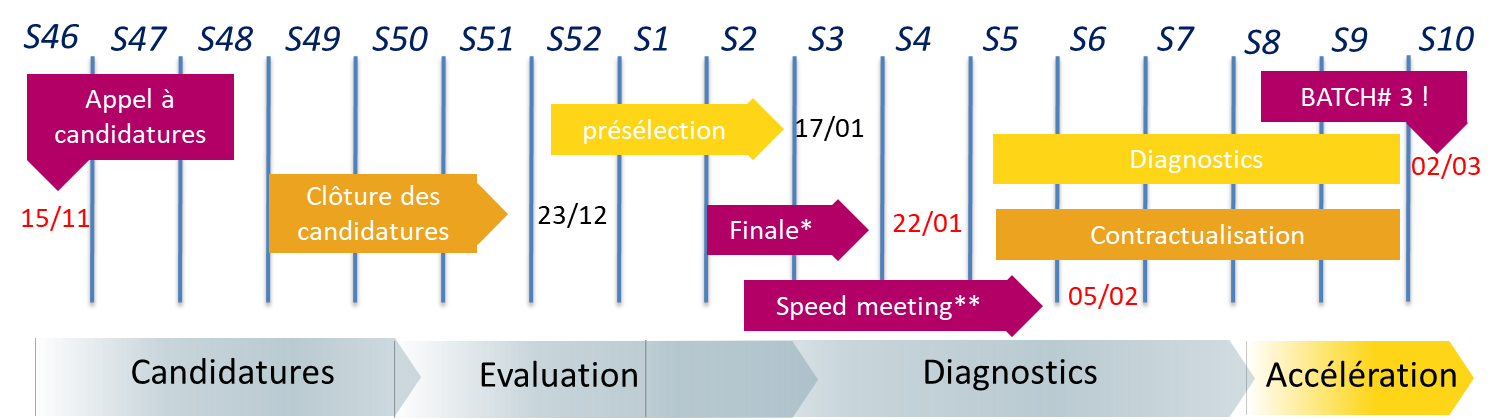 S46 S47 S48 S49 S50 S51 S52 S1 S2 S3 S4 S5 S6 S7 S8 S9 S10
Appel à
candidatures
15/11
Clôture des
candidatures
23/12
présélection
17/01
Finale*
22/01
Speed meeting**
05/02
Diagnostics
Contractualisation
BATCH# 3 !
02/03
Candidatures
Evaluation
Diagnostics
Accélération